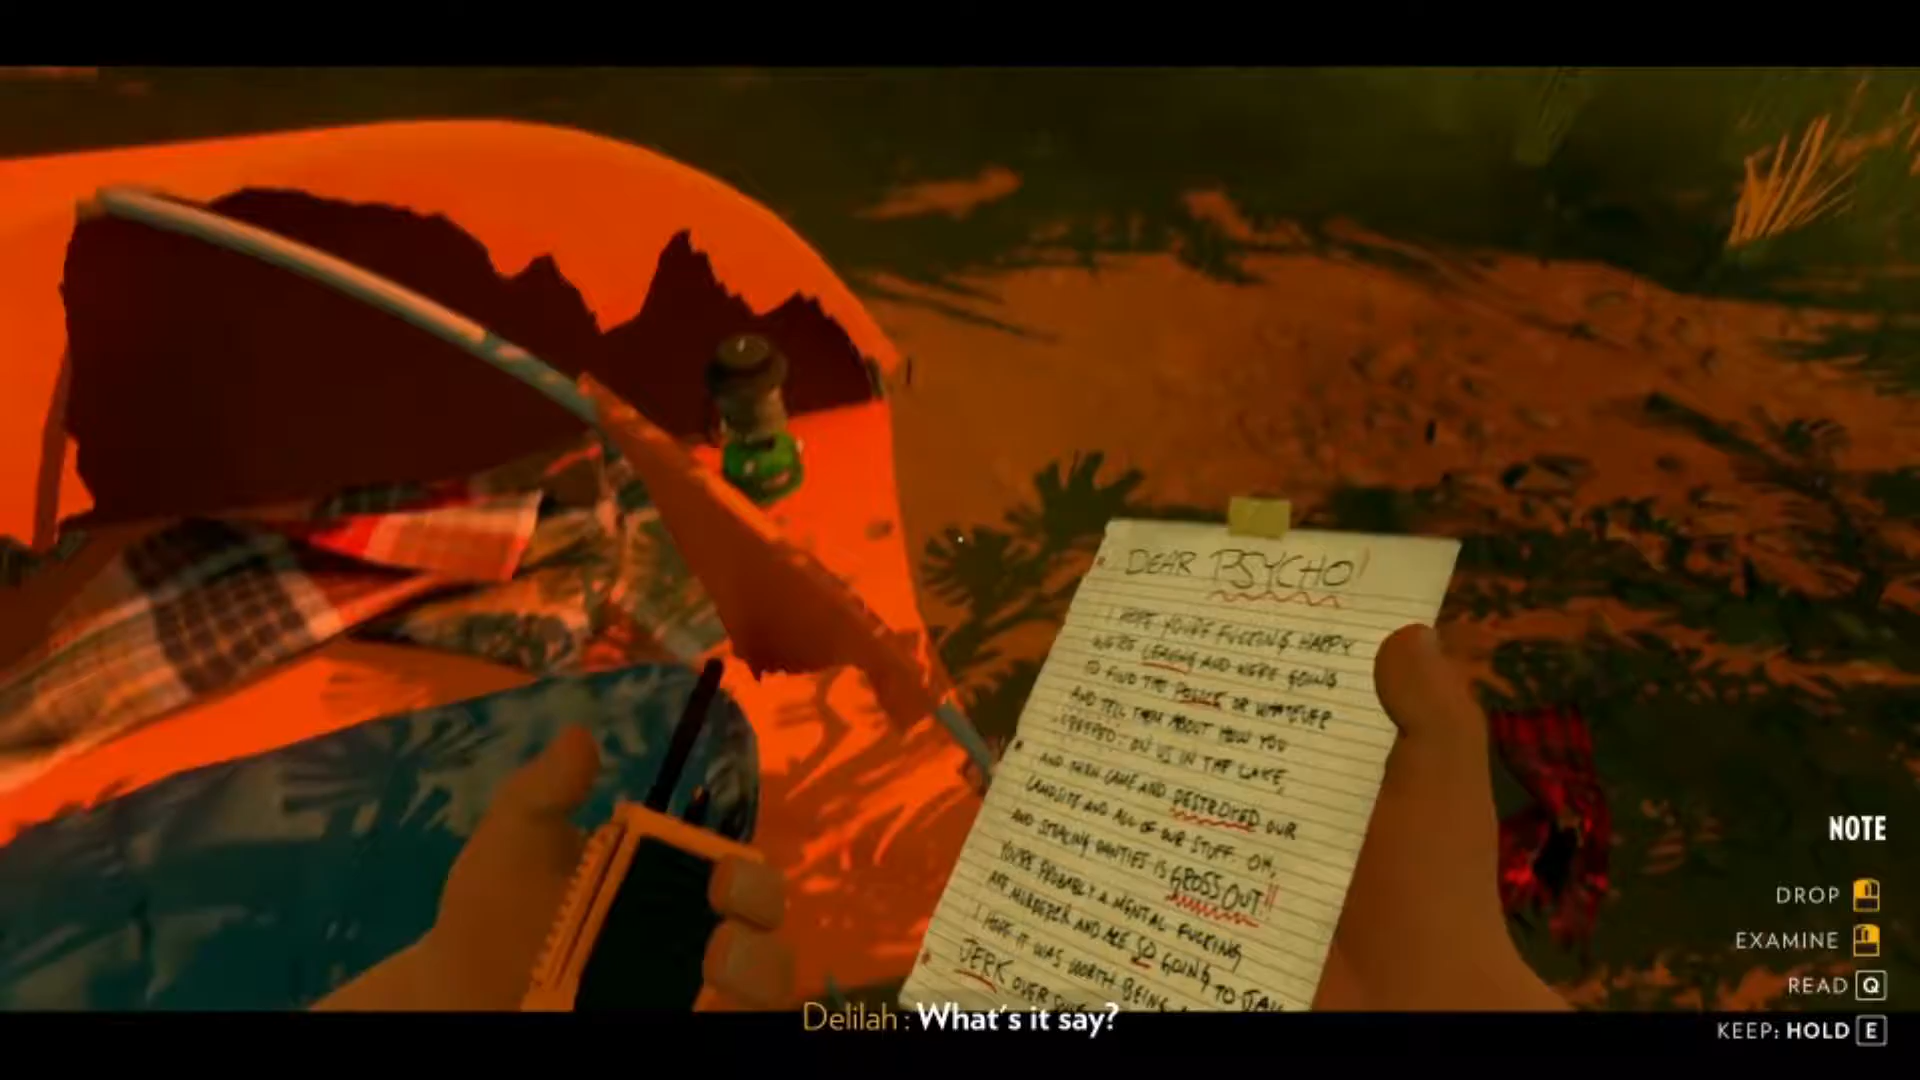 DEAR PSYCHO!
I HOPE YOU'RE FUCKING HAPPY
WE'RE LEAVING AND WE'RE GOING
TO FIND THE POLICE OR WHATEVER
AND TELL THEM ABOUT HOW YOU
CREEPED ON US IN THE LAKE,
AND THEN CAME AND DESTROYED OUR
CAMPSITE AND ALL OF OUR STUFF. OH,
AND STEALING PANTIES IS GROSS OUT!!
YOU'RE PROBABLY A MENTAL FUCKING
AXE MURDERER AND ARE SO GOING TO JAIL
I HOPE IT WAS WORTH BEING
JERK OVER SOME
NOTE
DROP
EXAMINE
READ Q
KEEP: HOLD E
Delilah : What's it say?